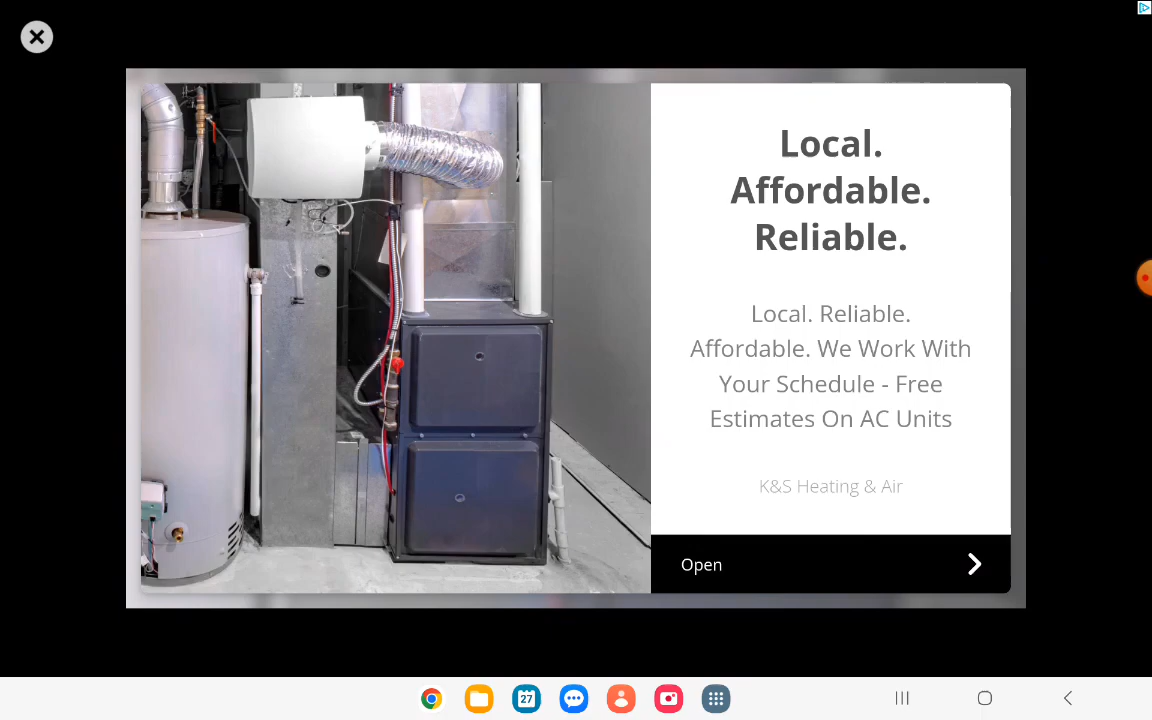 Local.
Affordable.
Reliable.
Local. Reliable.
Affordable. We Work With
Your Schedule - Free
Estimates On AC Units
K&S Heating & Air
Open
27